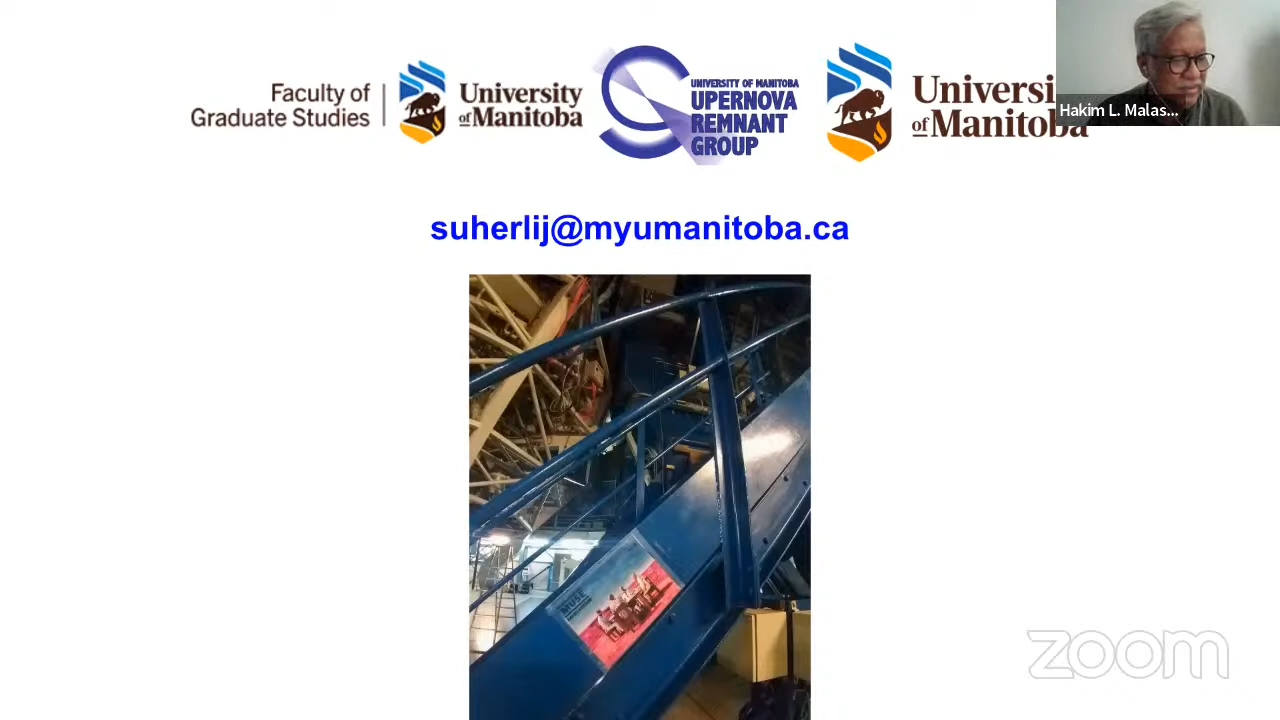 Faculty of
Graduate Studies
University
of Manitoba
UNIVERSITY OF MANITOBA
UPERNOVA
REMNANT
GROUP
Universi
of Manitoba
Hakim L. Malas...
suherlij@myumanitoba.ca
MUSE
zoom